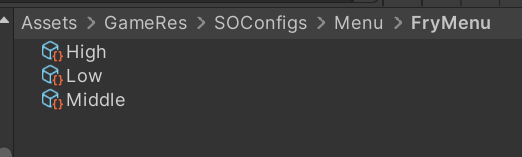 Assets > GameRes > SOConfigs > Menu > FryMenu
High
Low
Middle